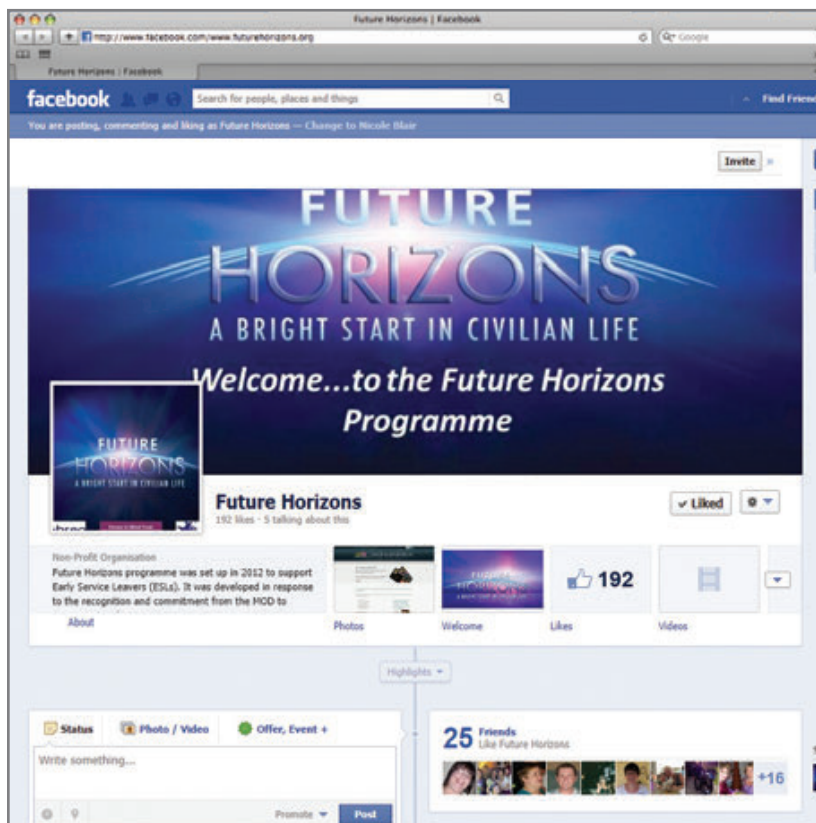 Future Horizons | Facebook
http://www.facebook.com/www.futurehorizons.org
Google
Future Horizons | Facebook
facebook
Search for people, places and things
Find Friend
You are posting, commenting and liking as Future Horizons — Change to Nicole Blair
Invite
FUTURE
HORIZONS
A BRIGHT START IN CIVILIAN LIFE
Welcome...to the Future Horizons
Programme
FUTURE
HORIZONS
A BRIGHT START IN CIVILIAN LIFE
Future Horizons
192 likes · 5 talking about this
Liked
Non-Profit Organisation
Future Horizons programme was set up in 2012 to support
Early Service Leavers (ESLs). It was developed in response
to the recognition and commitment from the MOD to
About
FUTURE
HORIZONS
192
Photos
Welcome
Likes
Videos
Highlights
Status
Photo / Video
Offer, Event +
Write something...
Promote
Post
25 Friends
Like Future Horizons
+16